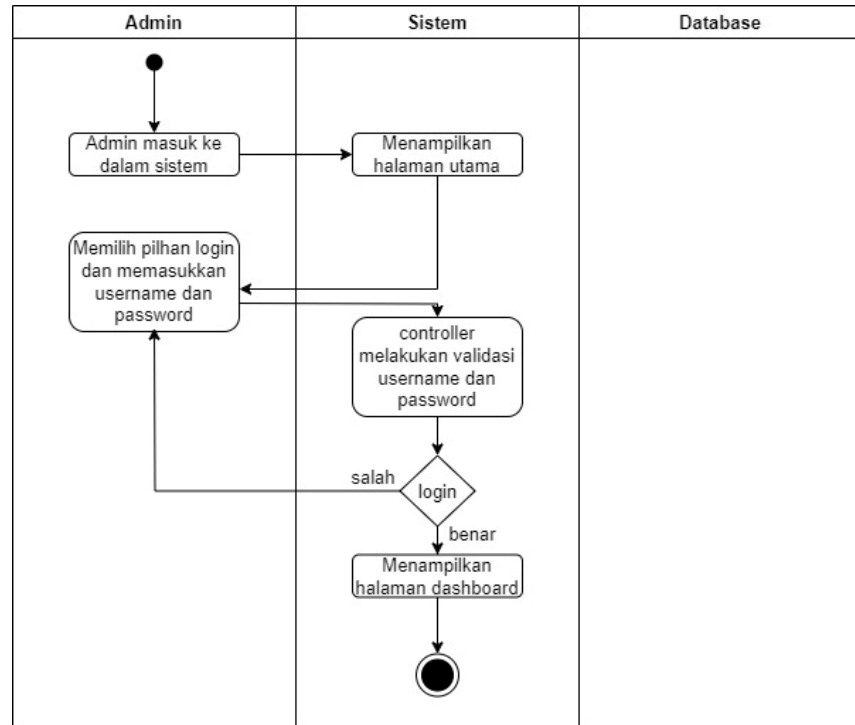 Admin
Sistem
Database
Admin masuk ke
dalam sistem
Menampilkan
halaman utama
Memilih pilhan login
dan memasukkan
username dan
password
controller
melakukan validasi
username dan
password
salah
login
benar
Menampilkan
halaman dashboard